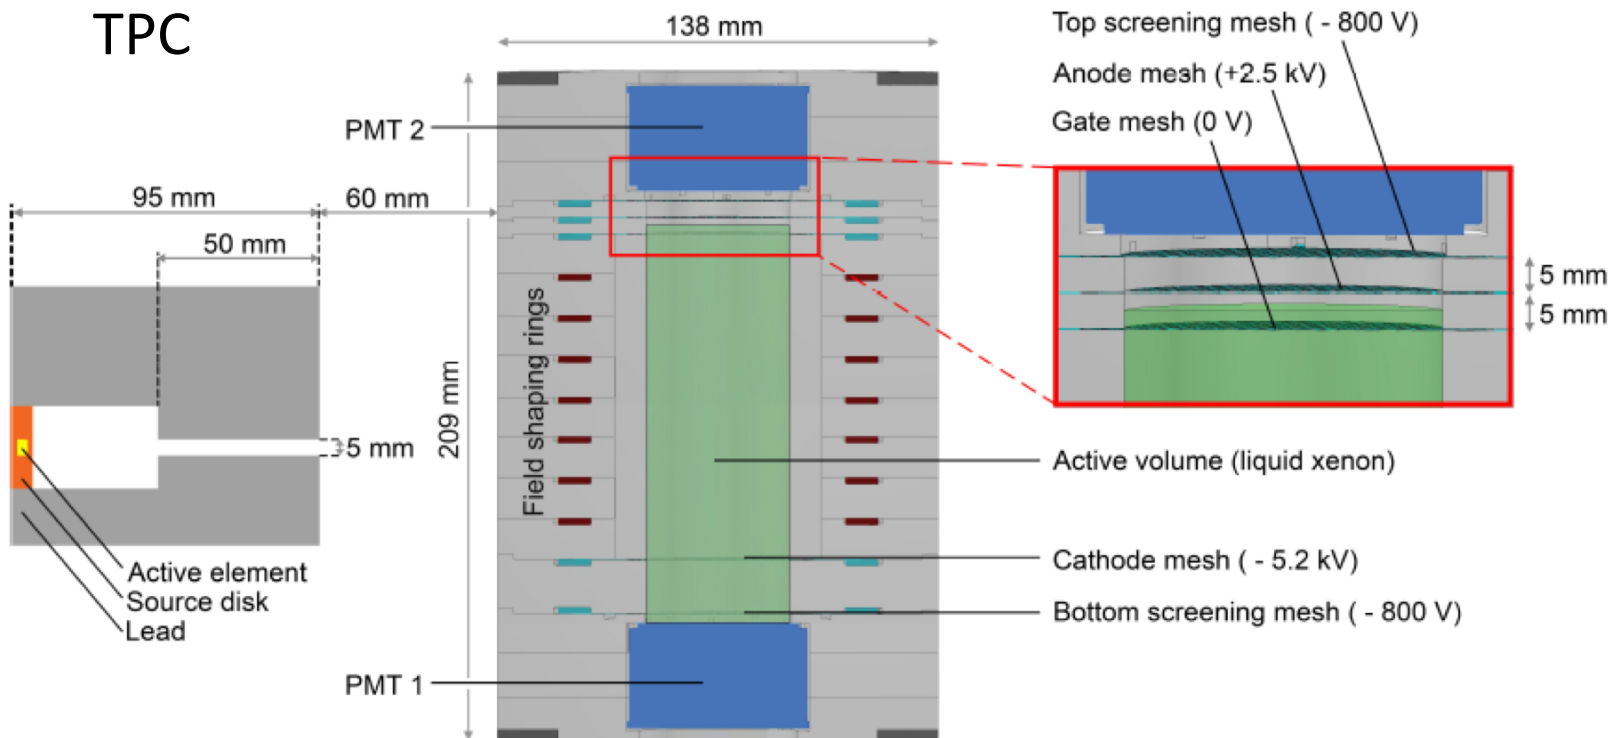 TPC
138 mm
Top screening mesh ( - 800 V)
Anode mesh (+2.5 kV)
Gate mesh (0 V)
PMT 2
95 mm
60 mm
50 mm
5 mm
5 mm
Field shaping rings
209 mm
5 mm
Active volume (liquid xenon)
Cathode mesh ( - 5.2 kV)
Bottom screening mesh ( - 800 V)
Active element
Source disk
Lead
PMT 1